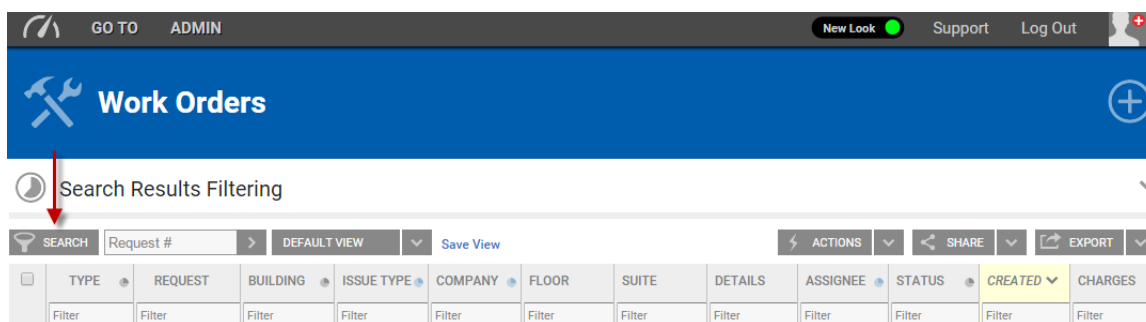 GO TO ADMIN New Look Support Log Out
Work Orders
Search Results Filtering
SEARCH Request # > DEFAULT VIEW Save View ACTIONS SHARE EXPORT
TYPE REQUEST BUILDING ISSUE TYPE COMPANY FLOOR SUITE DETAILS ASSIGNEE STATUS CREATED CHARGES
Filter Filter Filter Filter Filter Filter Filter Filter Filter Filter Filter Filter